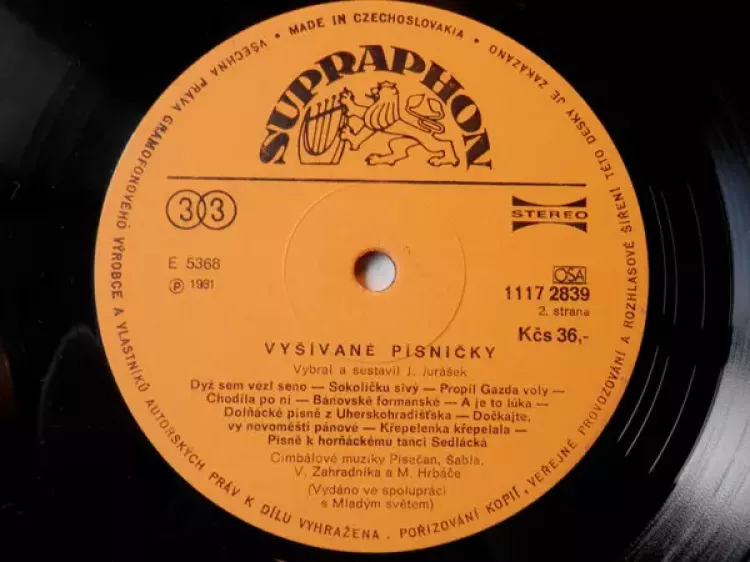 • MADE IN CZECHOSLOVAKIA •
SUPRAPHON
33
STEREO
E 5368
Ⓟ 1981
OSA
1117 2839
2. strana
Kčs 36,-
VYŠÍVANÉ PÍSNIČKY
Vybral a sestavil J. Jurášek
Dyž sem vézl seno — Sokolíčku sivý — Propil Gazda voly —
Chodila po ní — Bánovské formanské — A je to lúka —
Dolňácké písně z Uherskohradišťska — Dočkajte,
vy novoměstí pánové — Křepelenka křepelala —
Písně k horňáckému tanci Sedlácká
Cimbálové muziky Písečan, Šabla,
V. Zahradníka a M. Hrbáče
(Vydáno ve spolupráci
s Mladým světem)
VŠECHNA PRÁVA GRAMOFONOVÉHO VÝROBCE A VLASTNÍKŮ AUTORSKÝCH PRÁV K DÍLU VYHRAŽENA . POŘIZOVÁNÍ KOPIÍ, VEŘEJNÉ PROVOZOVÁNÍ A ROZHLASOVÉ ŠÍŘENÍ TÉTO DESKY JE ZAKÁZÁNO